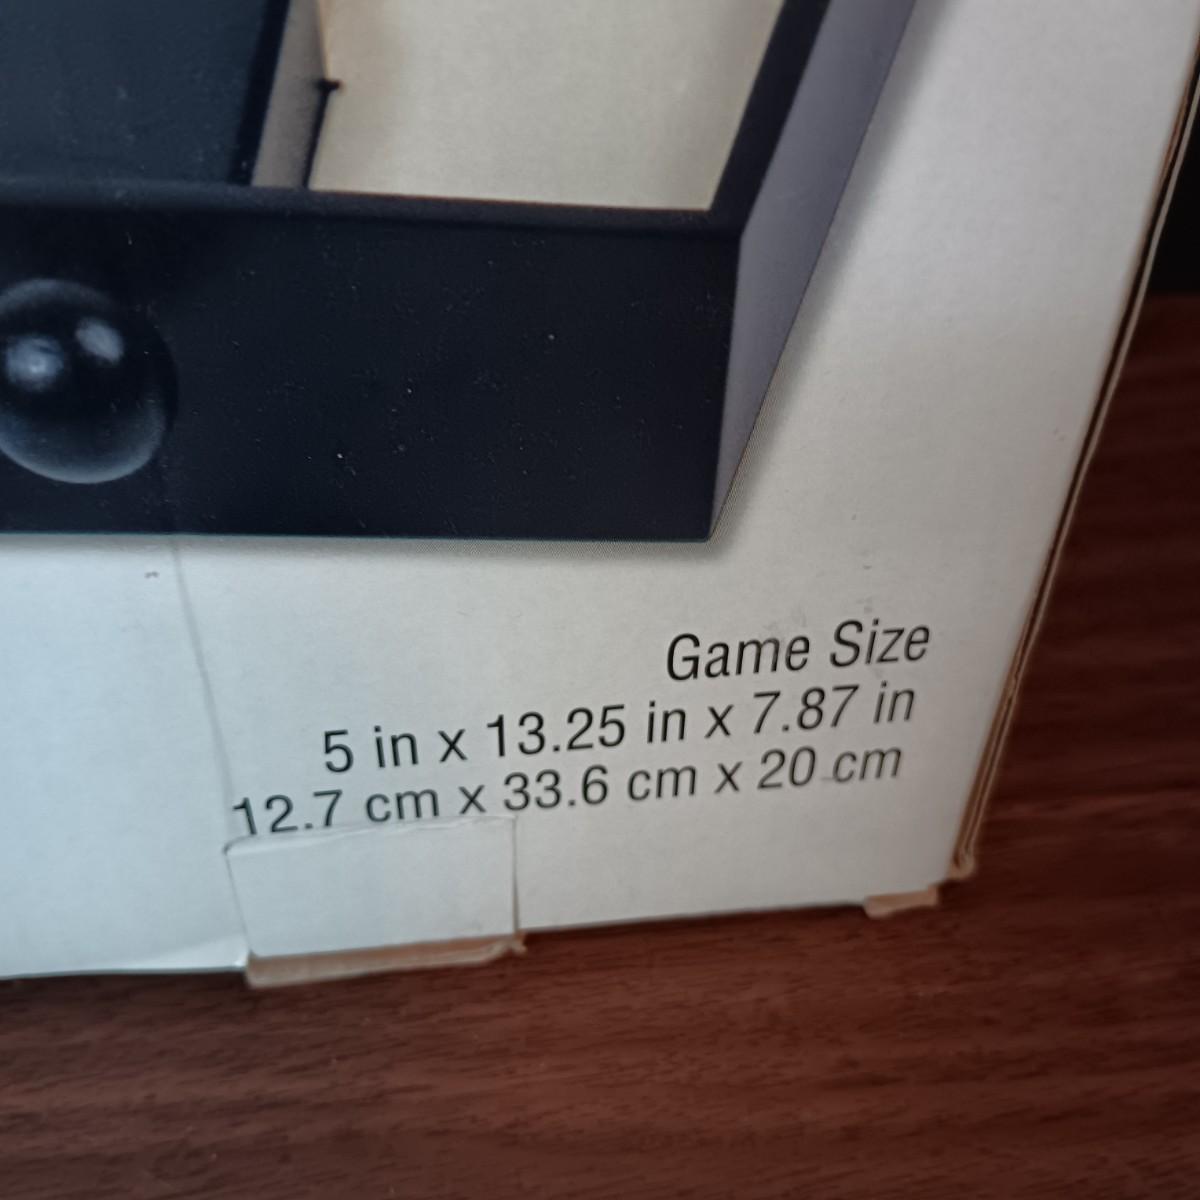 Game Size
5 in x 13.25 in x 7.87 in
12.7 cm x 33.6 cm x 20 cm